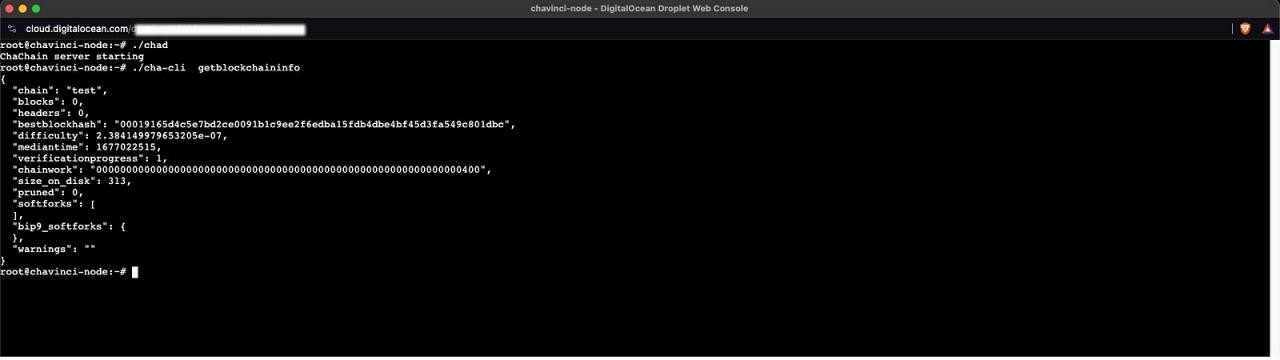 chavinci-node - DigitalOcean Droplet Web Console
cloud.digitalocean.com/
root@chavinci-node:~# ./chad
ChaChain server starting
root@chavinci-node:~# ./cha-cli  getblockchaininfo
{
  "chain": "test",
  "blocks": 0,
  "headers": 0,
  "bestblockhash": "00019165d4c5e7bd2ce0091b1c9ee2f6edba15fdb4dbe4bf45d3fa549c801dbc",
  "difficulty": 2.384149979653205e-07,
  "mediantime": 1677022515,
  "verificationprogress": 1,
  "chainwork": "0000000000000000000000000000000000000000000000000000000000000400",
  "size_on_disk": 313,
  "pruned": 0,
  "softforks": [
  ],
  "bip9_softforks": {
  },
  "warnings": ""
}
root@chavinci-node:~#